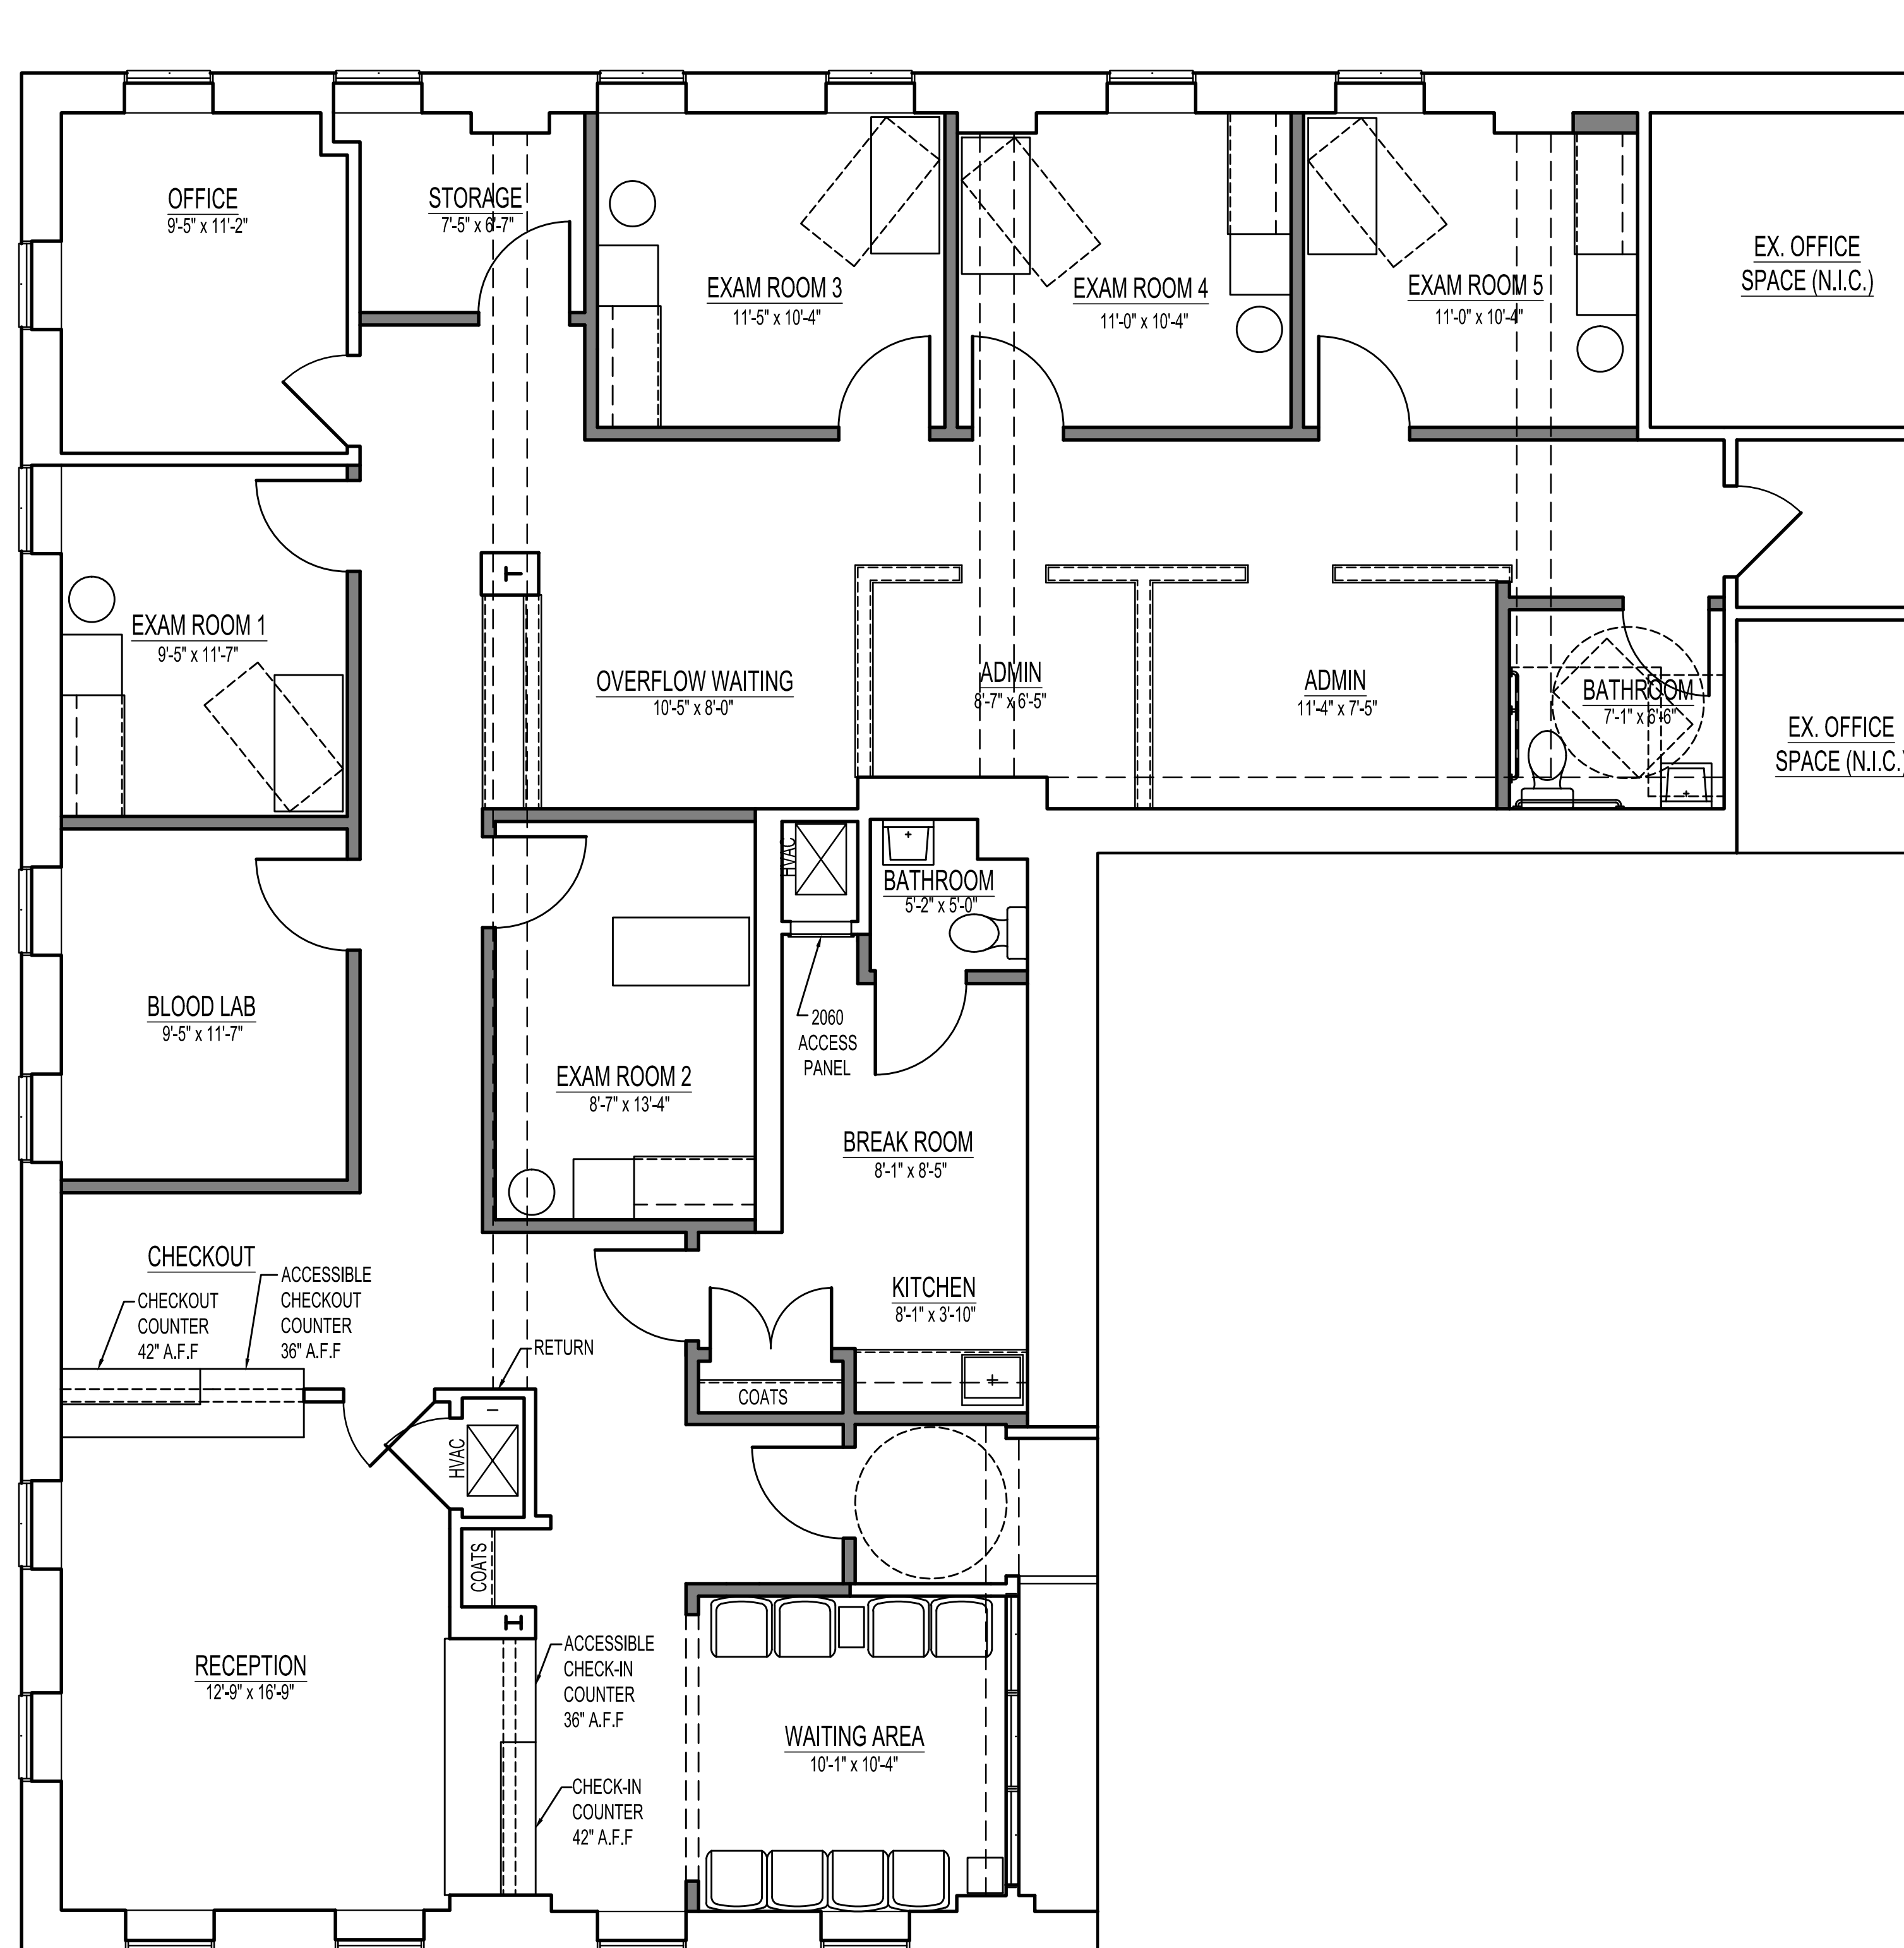 OFFICE
9'-5" x 11'-2"
STORAGE
7'-5" x 6'-7"
EXAM ROOM 3
11'-5" x 10'-4"
EXAM ROOM 4
11'-0" x 10'-4"
EXAM ROOM 5
11'-0" x 10'-4"
EX. OFFICE
SPACE (N.I.C.)
EXAM ROOM 1
9'-5" x 11'-7"
OVERFLOW WAITING
10'-5" x 8'-0"
ADMIN
8'-7" x 6'-5"
ADMIN
11'-4" x 7'-5"
BATHROOM
7'-1" x 6'-6"
EX. OFFICE
SPACE (N.I.C.)
HVAC
BATHROOM
5'-2" x 5'-0"
BLOOD LAB
9'-5" x 11'-7"
2060
ACCESS
PANEL
EXAM ROOM 2
8'-7" x 13'-4"
BREAK ROOM
8'-1" x 8'-5"
CHECKOUT
CHECKOUT
COUNTER
42" A.F.F
ACCESSIBLE
CHECKOUT
COUNTER
36" A.F.F
KITCHEN
8'-1" x 3'-10"
RETURN
COATS
HVAC
COATS
RECEPTION
12'-9" x 16'-9"
ACCESSIBLE
CHECK-IN
COUNTER
36" A.F.F
WAITING AREA
10'-1" x 10'-4"
CHECK-IN
COUNTER
42" A.F.F